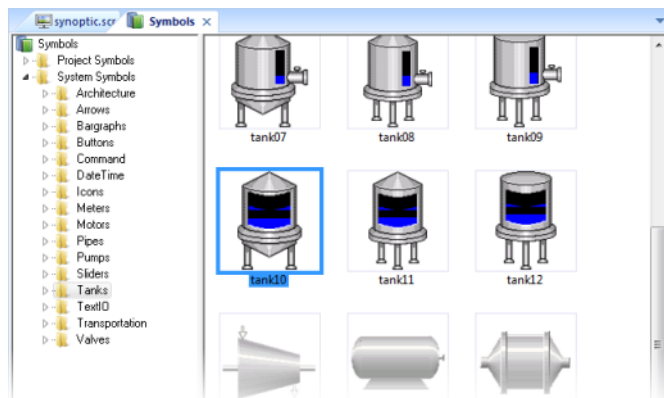 synoptic.scr
Symbols
Symbols
Project Symbols
System Symbols
Architecture
Arrows
Bargraphs
Buttons
Command
DateTime
Icons
Meters
Motors
Pipes
Pumps
Sliders
Tanks
TextIO
Transportation
Valves
tank07
tank08
tank09
tank10
tank11
tank12